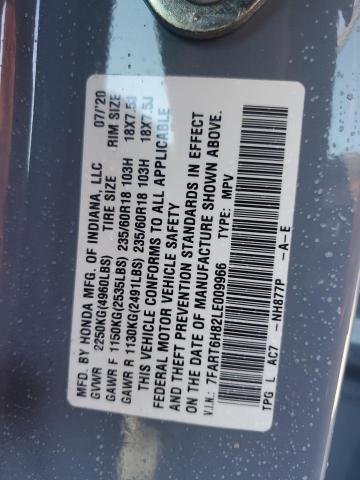 MFD. BY HONDA MFG. OF INDIANA, LLC 07/'20
GVWR 2250KG(4960LBS) TIRE SIZE RIM SIZE
GAWR F 1150KG(2535LBS) 235/60R18 103H 18X7.5J
GAWR R 1130KG(2491LBS) 235/60R18 103H 18X7.5J
THIS VEHICLE CONFORMS TO ALL APPLICABLE
FEDERAL MOTOR VEHICLE SAFETY
AND THEFT PREVENTION STANDARDS IN EFFECT
ON THE DATE OF MANUFACTURE SHOWN ABOVE.
V.I.N.: 7FART6H82LE009966 TYPE: MPV
TPG L AC7 -NH877P -A-E